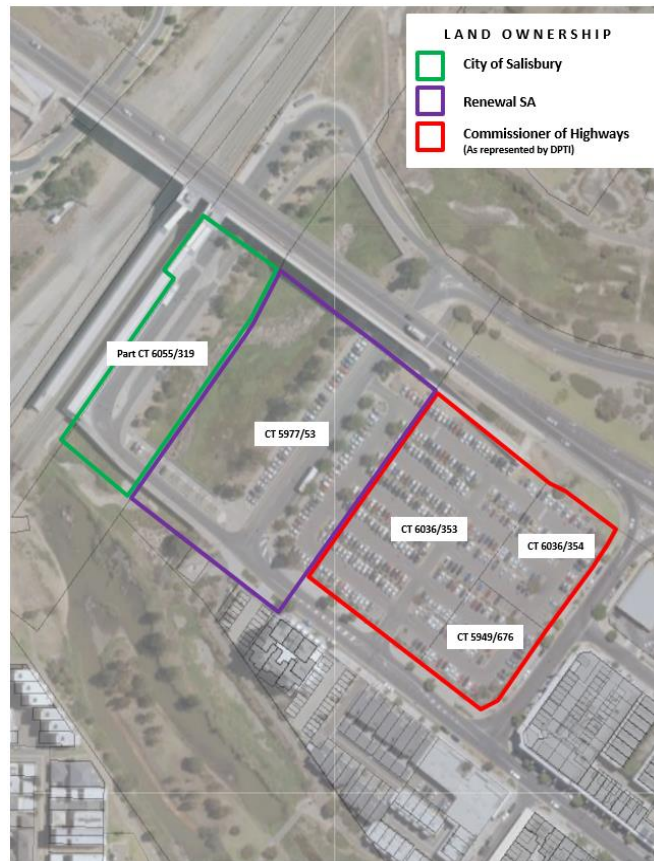 LAND OWNERSHIP
City of Salisbury
Renewal SA
Commissioner of Highways
(As represented by DPTI)
Part CT 6055/319
CT 5977/53
CT 6036/353
CT 6036/354
CT 5949/676